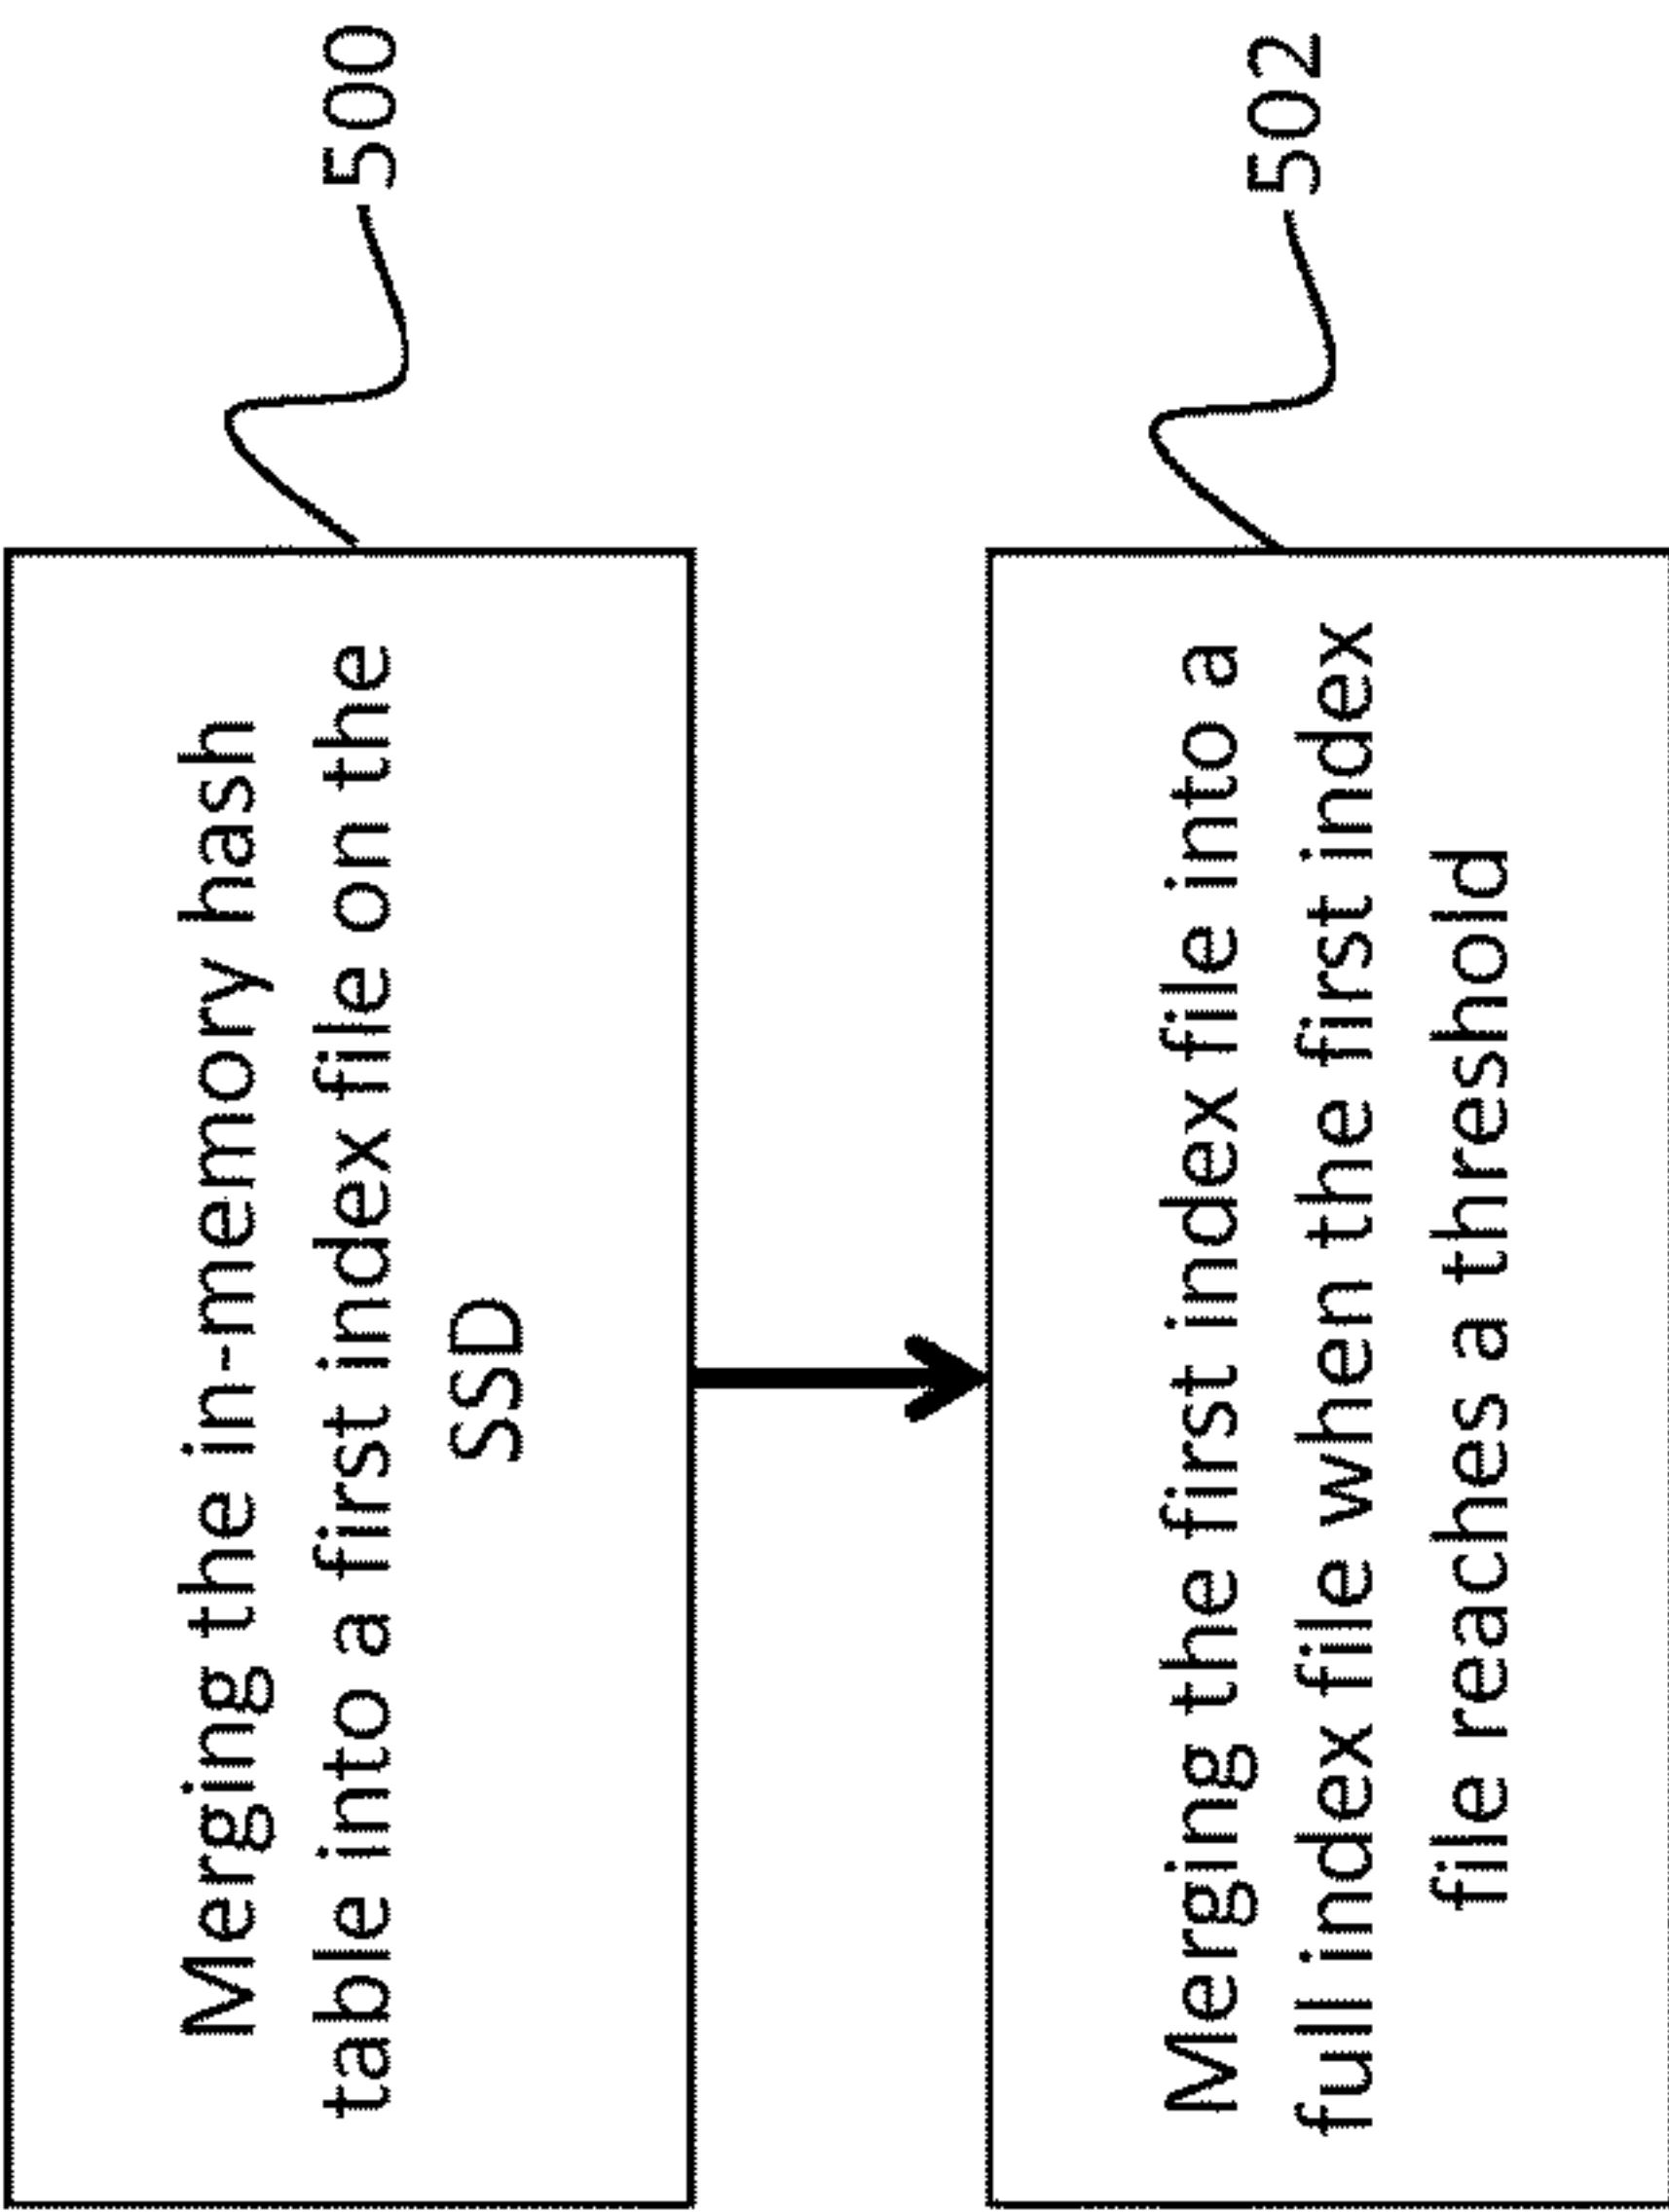 Merging the in-memory hash
table into a first index file on the
SSD
500
Merging the first index file into a
full index file when the first index
file reaches a threshold
502